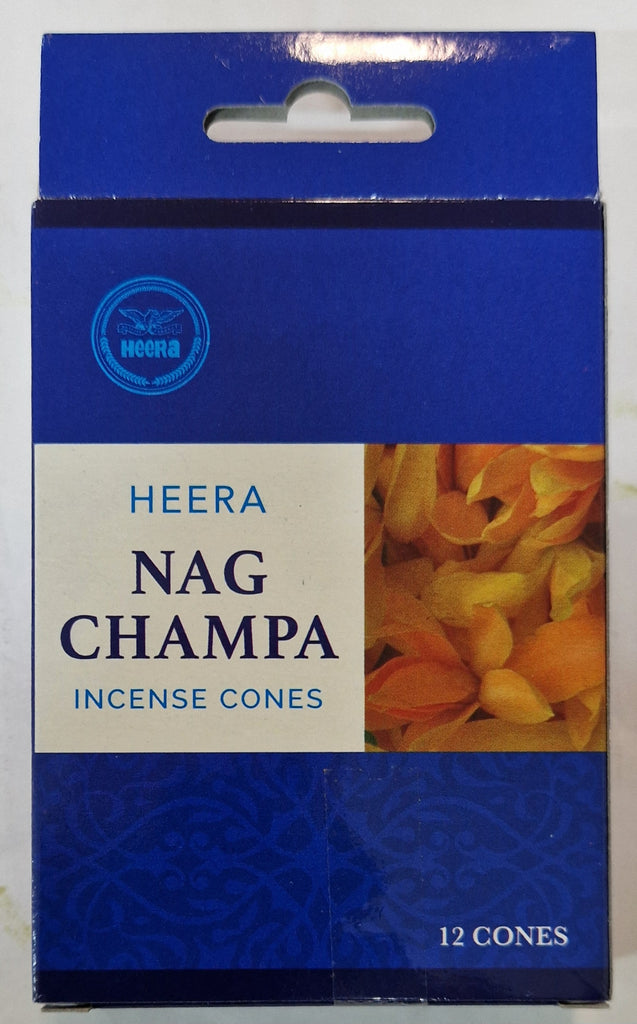 HEERA
HEERA
NAG
CHAMPA
INCENSE CONES
12 CONES